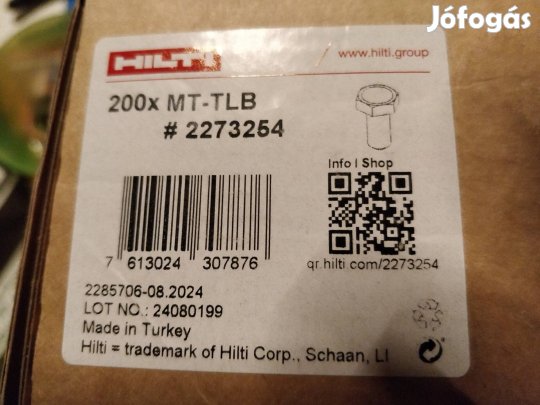 Jófogás
HILTI
www.hilti.group
200x MT-TLB
# 2273254
Info | Shop
7 613024 307876
qr.hilti.com/2273254
2285706-08.2024
LOT NO.: 24080199
Made in Turkey
Hilti = trademark of Hilti Corp., Schaan, LI